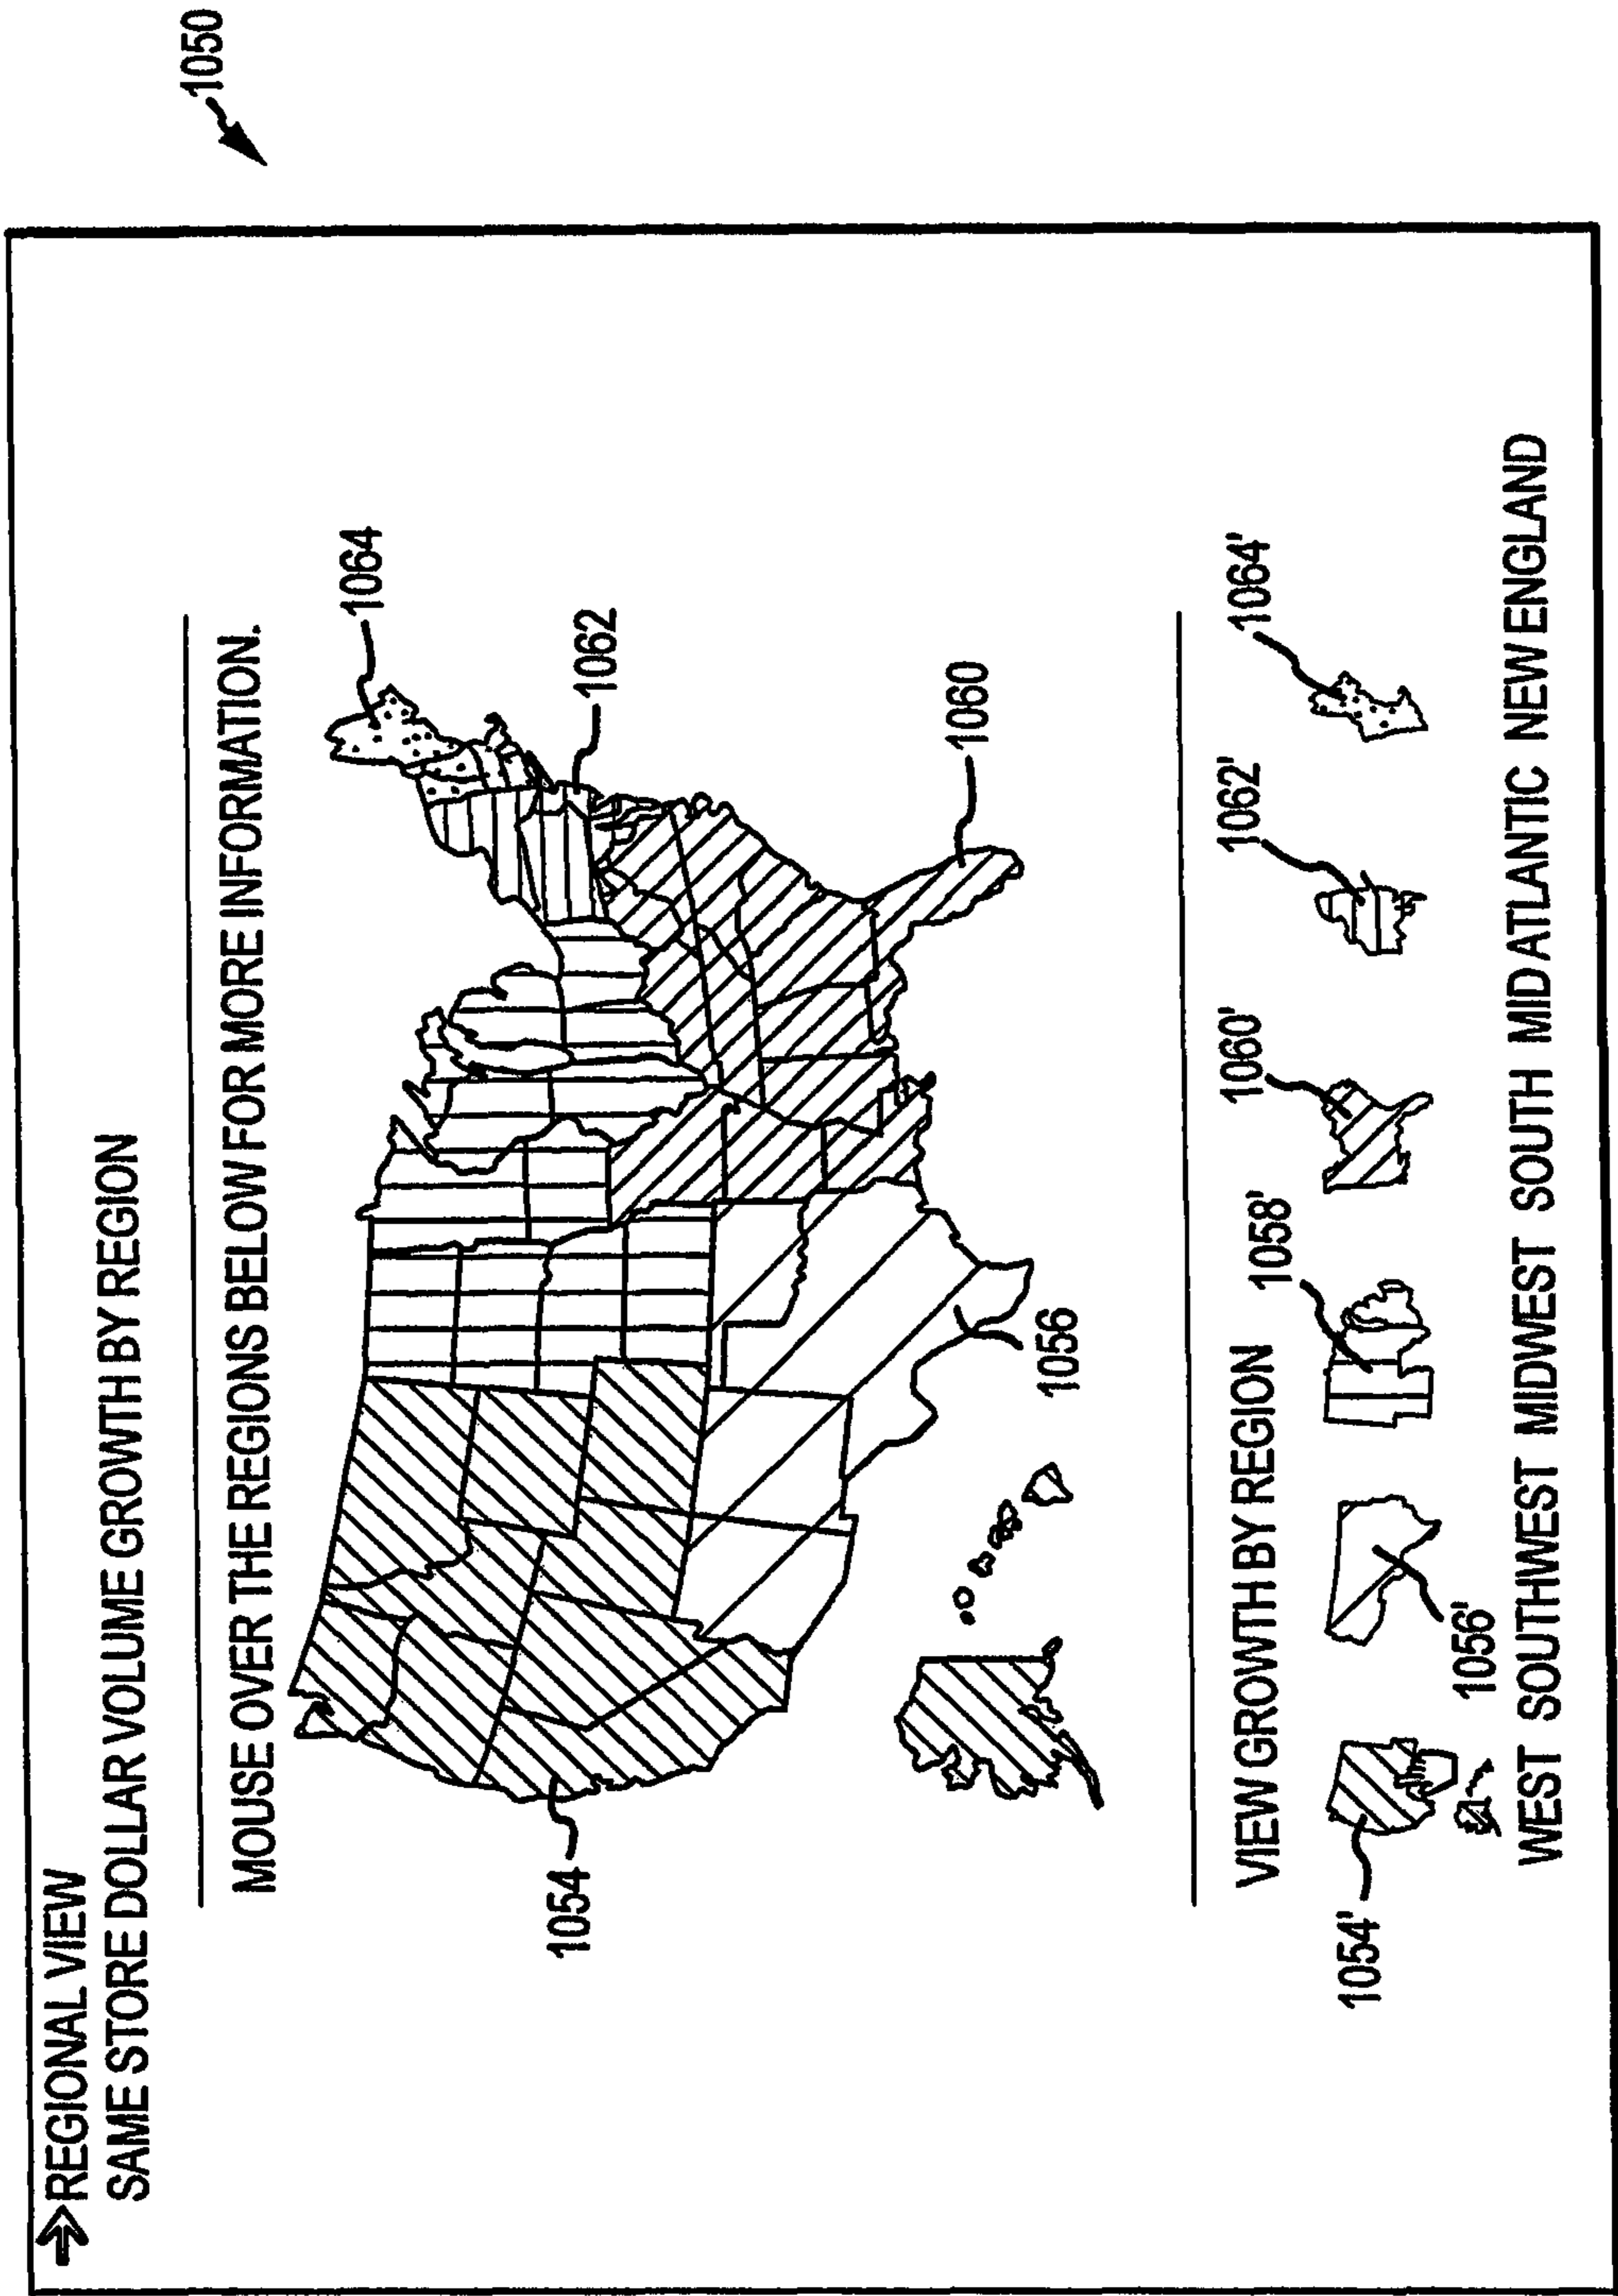 1050
REGIONAL VIEW
SAME STORE DOLLAR VOLUME GROWTH BY REGION
MOUSE OVER THE REGIONS BELOW FOR MORE INFORMATION.
1064
1062
1054
1060
1056
VIEW GROWTH BY REGION
1058'
1060'
1062'
1064'
1054'
1056'
WEST SOUTHWEST MIDWEST SOUTH MID ATLANTIC NEW ENGLAND